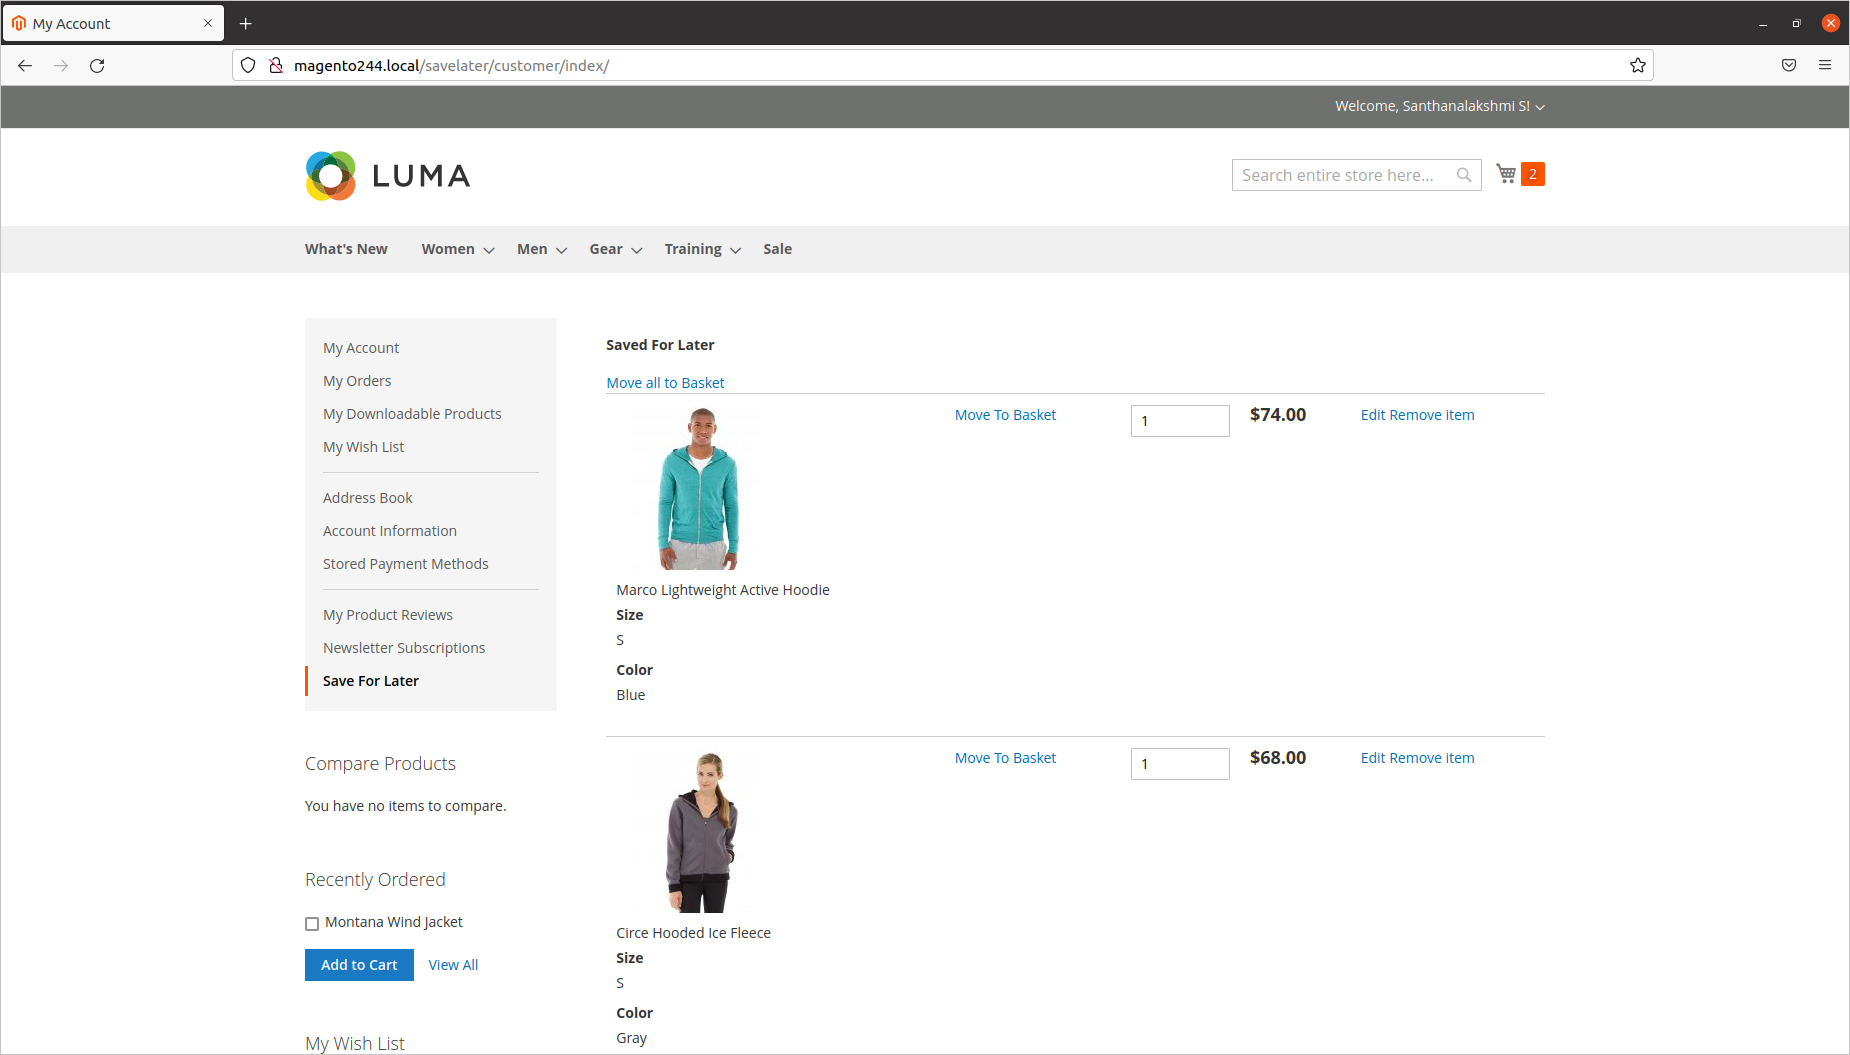 My Account
magento244.local/savelater/customer/index/
Welcome, Santhanalakshmi S!
LUMA
Search entire store here...
2
What's New Women Men Gear Training Sale
My Account
My Orders
My Downloadable Products
My Wish List
Address Book
Account Information
Stored Payment Methods
My Product Reviews
Newsletter Subscriptions
Save For Later
Compare Products
You have no items to compare.
Recently Ordered
Montana Wind Jacket
Add to Cart View All
My Wish List
Saved For Later
Move all to Basket
Move To Basket 1 $74.00 Edit Remove item
Marco Lightweight Active Hoodie
Size
S
Color
Blue
Move To Basket 1 $68.00 Edit Remove item
Circe Hooded Ice Fleece
Size
S
Color
Gray